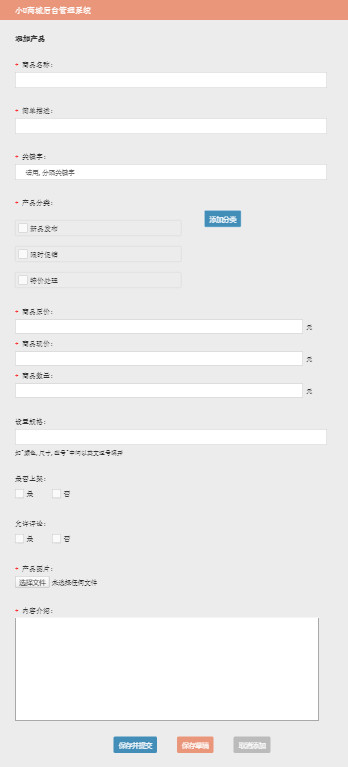 小U商城后台管理系统
添加产品
* 商品名称:
* 简单描述:
* 关键字:
请用, 分隔关键字
* 产品分类:
添加分类
新品发布
限时促销
特价处理
* 商品原价:
元
* 商品现价:
元
* 商品数量:
元
设置规格:
如"颜色, 尺寸, 型号"中间以英文逗号隔开
是否上架:
是 否
允许评论:
是 否
* 产品图片:
选择文件 未选择任何文件
* 内容介绍:
保存并提交 保存草稿 取消添加